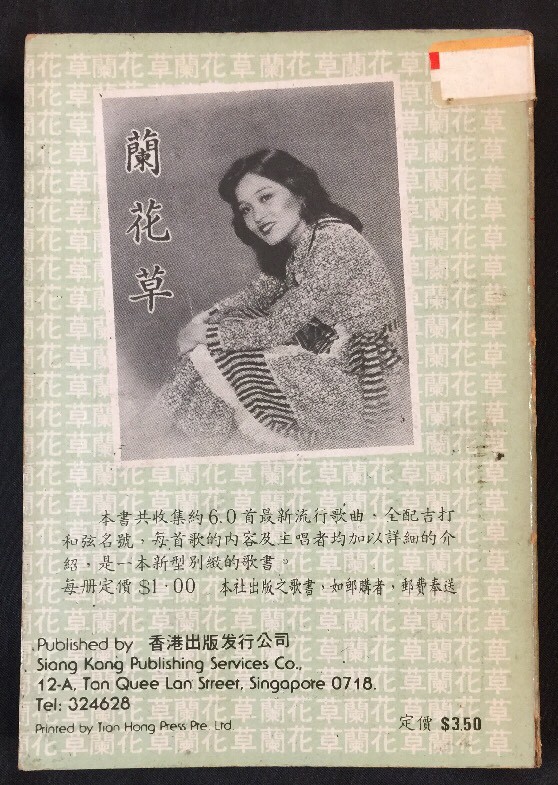 蘭花草
本書共收集約6.0首最新流行歌曲、全配吉打
和弦名號，每首歌的內容及主唱者均加以詳細的介
紹，是一本新型別緻的歌書。
每册定價 $1·00 本社出版之歌書，如郵購者，郵費奉送
Published by 香港出版发行公司
Siang Kang Publishing Services Co.,
12-A, Tan Quee Lan Street, Singapore 0718.
Tel: 324628
Printed by Tian Hong Press Pte. Ltd.
定價 $3.50